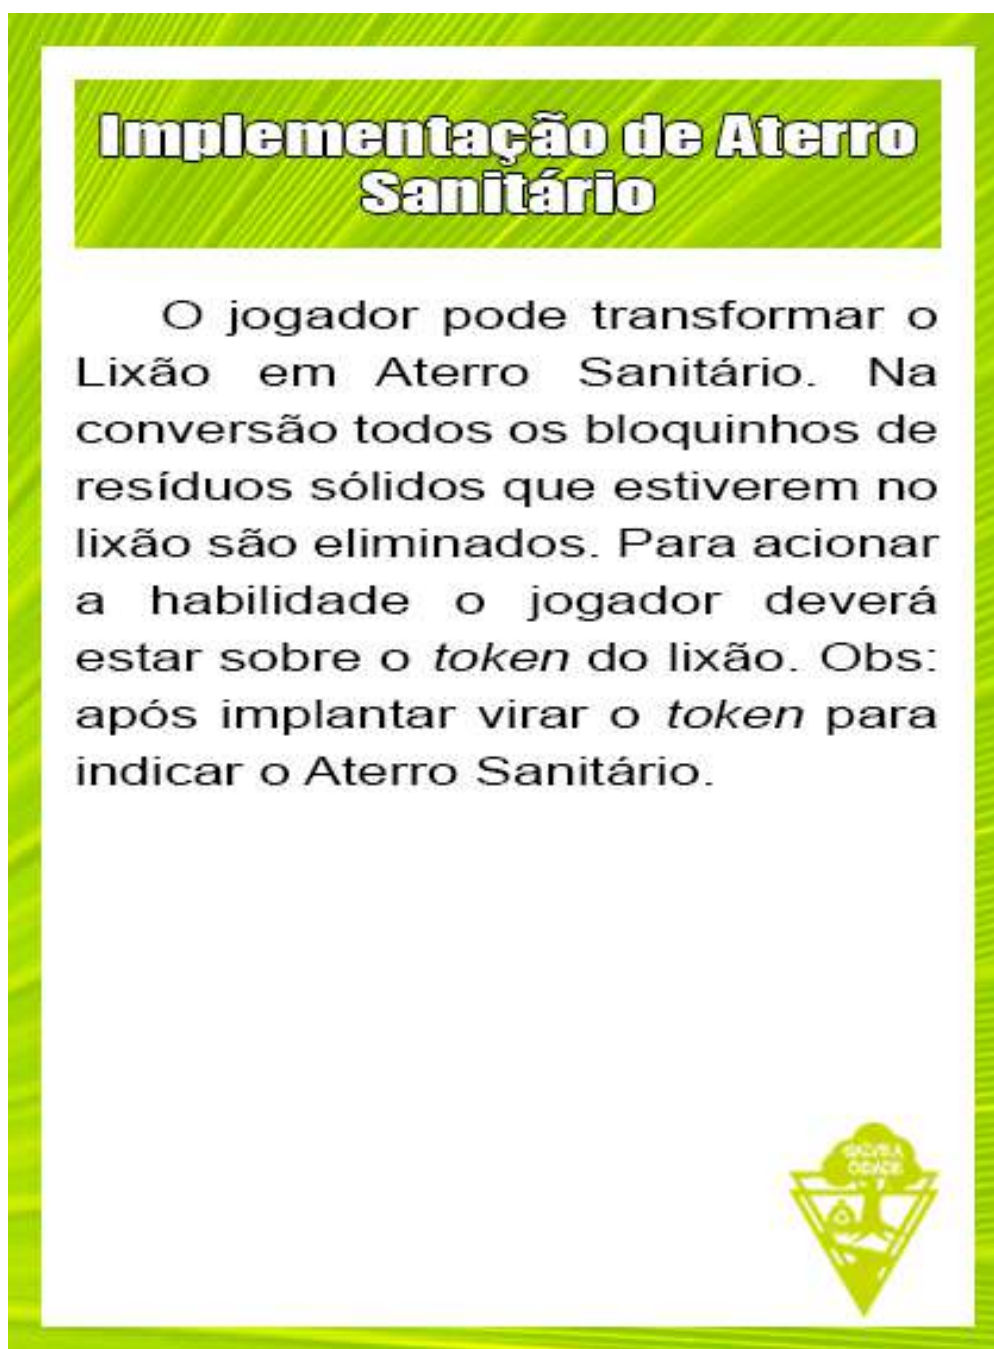 Implementação de Aterro
Sanitário
O jogador pode transformar o
Lixão em Aterro Sanitário. Na
conversão todos os bloquinhos de
resíduos sólidos que estiverem no
lixão são eliminados. Para acionar
a habilidade o jogador deverá
estar sobre o token do lixão. Obs:
após implantar virar o token para
indicar o Aterro Sanitário.
SALVE A
CIDADE